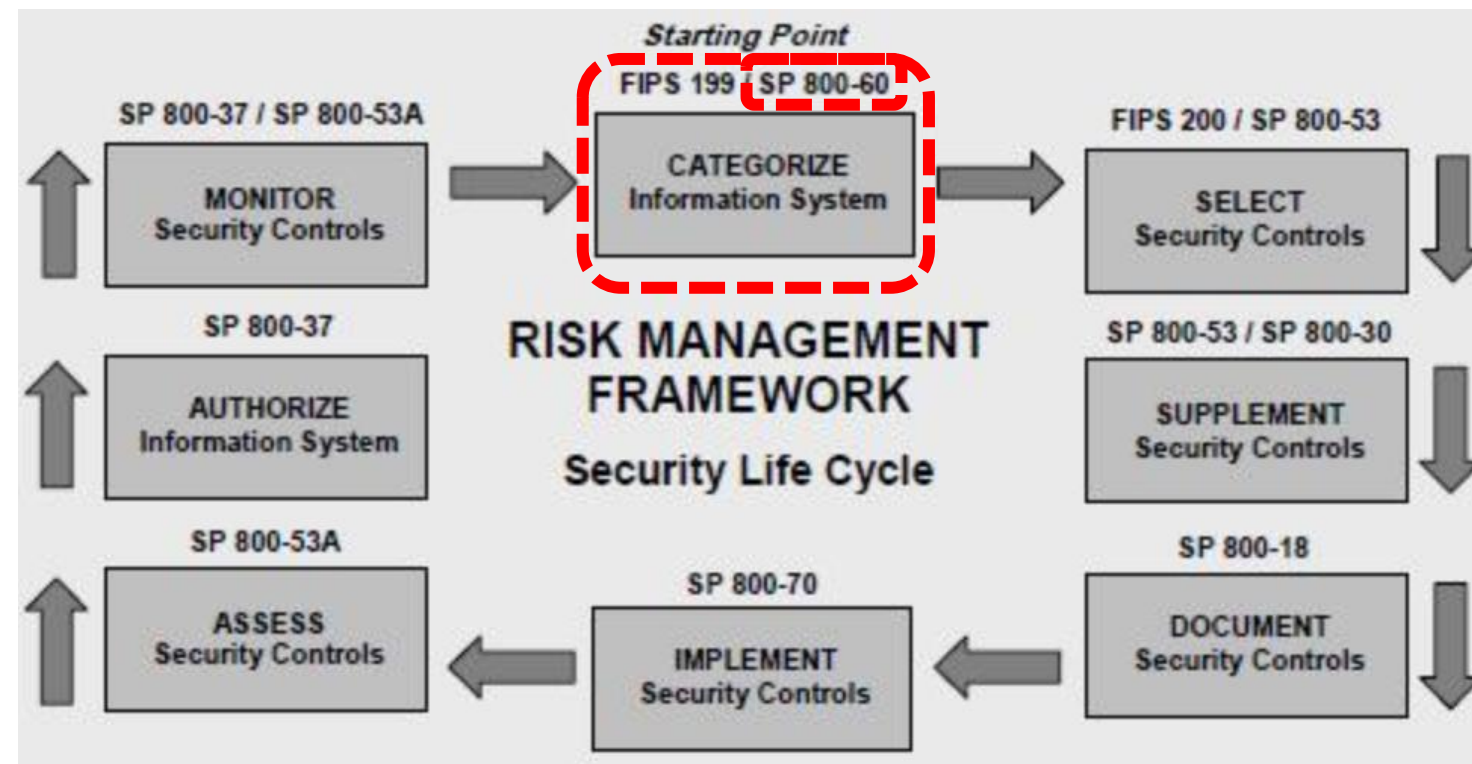 Starting Point
FIPS 199 / SP 800-60
CATEGORIZE
Information System
SP 800-37 / SP 800-53A
MONITOR
Security Controls
FIPS 200 / SP 800-53
SELECT
Security Controls
RISK MANAGEMENT
FRAMEWORK
Security Life Cycle
SP 800-37
AUTHORIZE
Information System
SP 800-53 / SP 800-30
SUPPLEMENT
Security Controls
SP 800-53A
ASSESS
Security Controls
SP 800-70
IMPLEMENT
Security Controls
SP 800-18
DOCUMENT
Security Controls